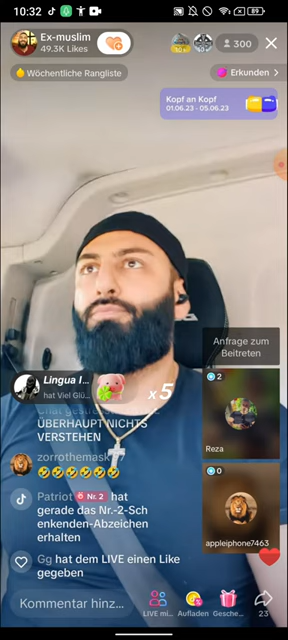 10:32
89
Ex-muslim
49.3K Likes
300
Wöchentliche Rangliste
Erkunden >
Kopf an Kopf
01.06.23 - 05.06.23
Anfrage zum
Beitreten
Lingua I...
hat Viel Glü...
x5
ÜBERHAUPT NICHTS
VERSTEHEN
2
Reza
Patriot Nr. 2 hat
gerade das Nr.-2-Sch
enkenden-Abzeichen
erhalten
0
appleiphone7463
Gg hat dem LIVE einen Like
gegeben
Kommentar hinz...
LIVE mi...
Aufladen
Gesche...
23